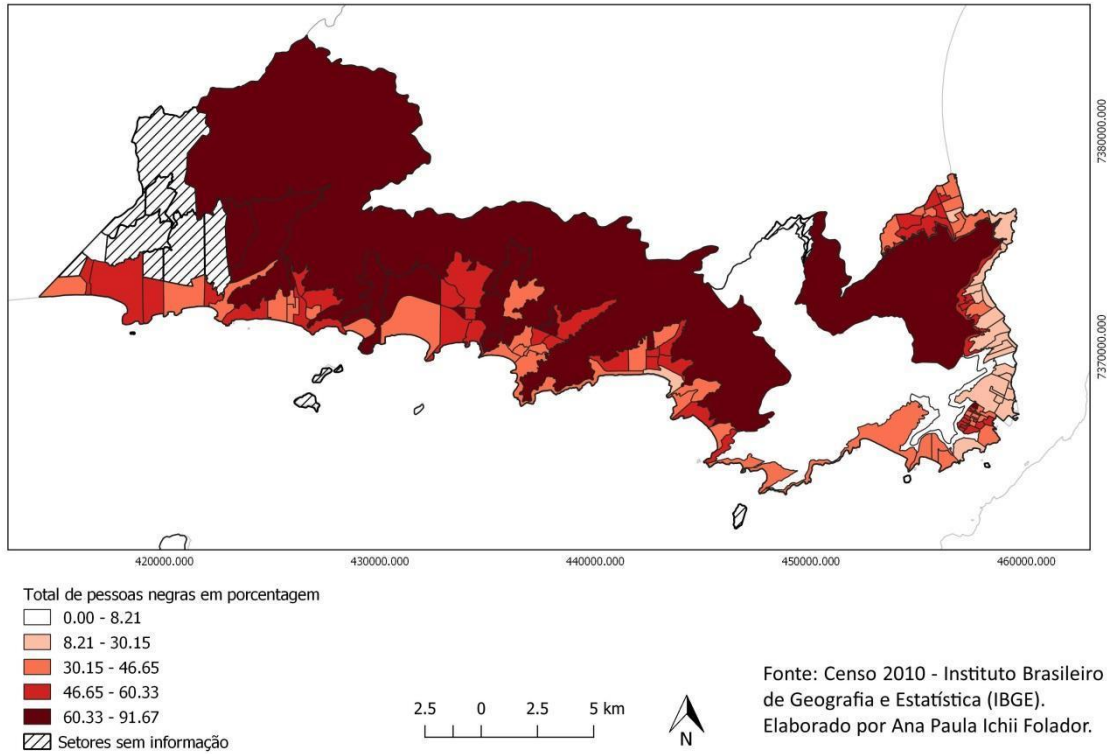 7380000.000
7370000.000
420000.000 430000.000 440000.000 450000.000 460000.000
Total de pessoas negras em porcentagem
0.00 - 8.21
8.21 - 30.15
30.15 - 46.65
46.65 - 60.33
60.33 - 91.67
Setores sem informação
2.5 0 2.5 5 km
N
Fonte: Censo 2010 - Instituto Brasileiro
de Geografia e Estatística (IBGE).
Elaborado por Ana Paula Ichii Folador.